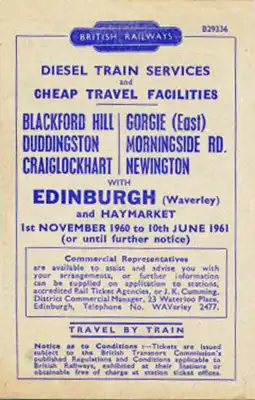 BRITISH RAILWAYS
B29336
DIESEL TRAIN SERVICES
and
CHEAP TRAVEL FACILITIES
BLACKFORD HILL
DUDDINGSTON
CRAIGLOCKHART
GORGIE (East)
MORNINGSIDE RD.
NEWINGTON
WITH
EDINBURGH (Waverley)
and HAYMARKET
1st NOVEMBER 1960 to 10th JUNE 1961
(or until further notice)
Commercial Representatives
are available to assist and advise you with
your arrangements, or further information
can be supplied on application to stations,
accredited Rail Ticket Agencies, or J. K. Cumming,
District Commercial Manager, 23 Waterloo Place,
Edinburgh, Telephone No. WAVerley 2477.
TRAVEL BY TRAIN
Notice as to Conditions :—Tickets are issued
subject to the British Transport Commission's
published Regulations and Conditions applicable to
British Railways, exhibited at their Stations or
obtainable free of charge at station ticket offices.